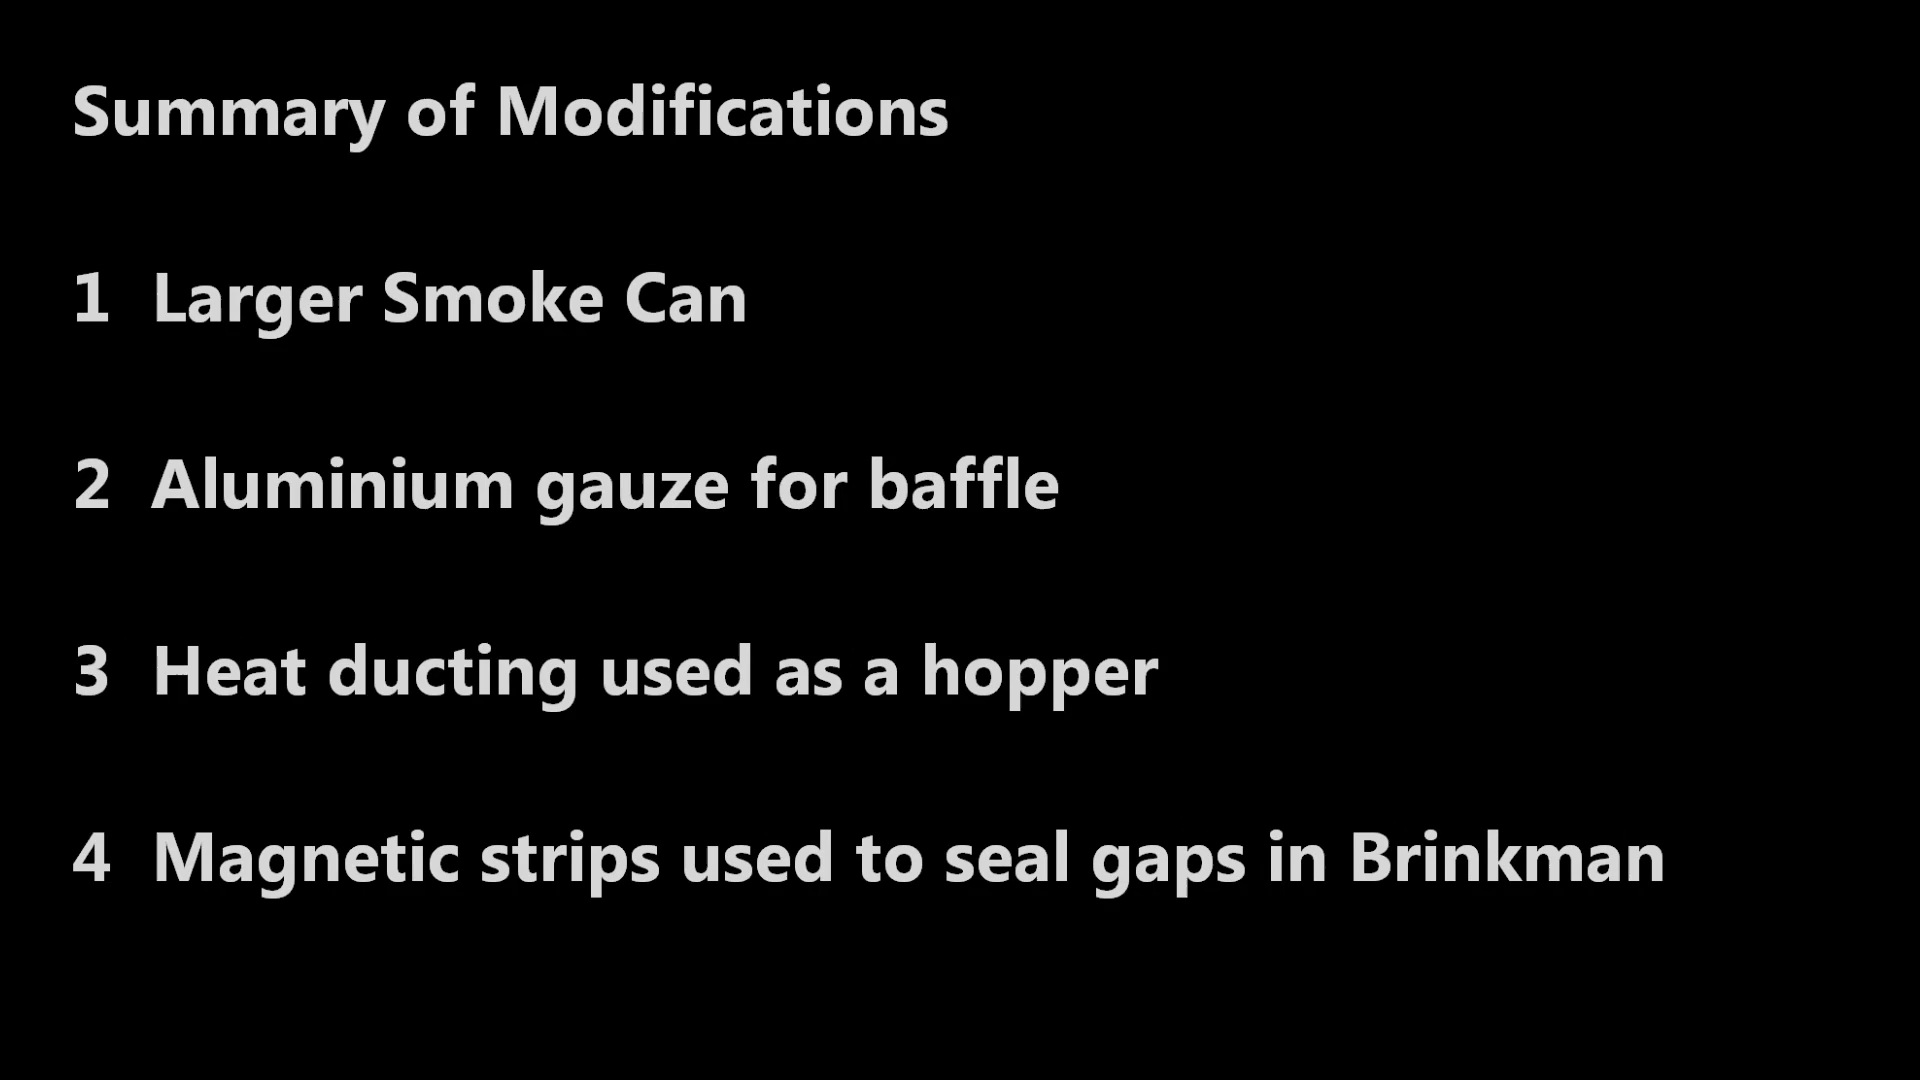 Summary of Modifications
1 Larger Smoke Can
2 Aluminium gauze for baffle
3 Heat ducting used as a hopper
4 Magnetic strips used to seal gaps in Brinkman